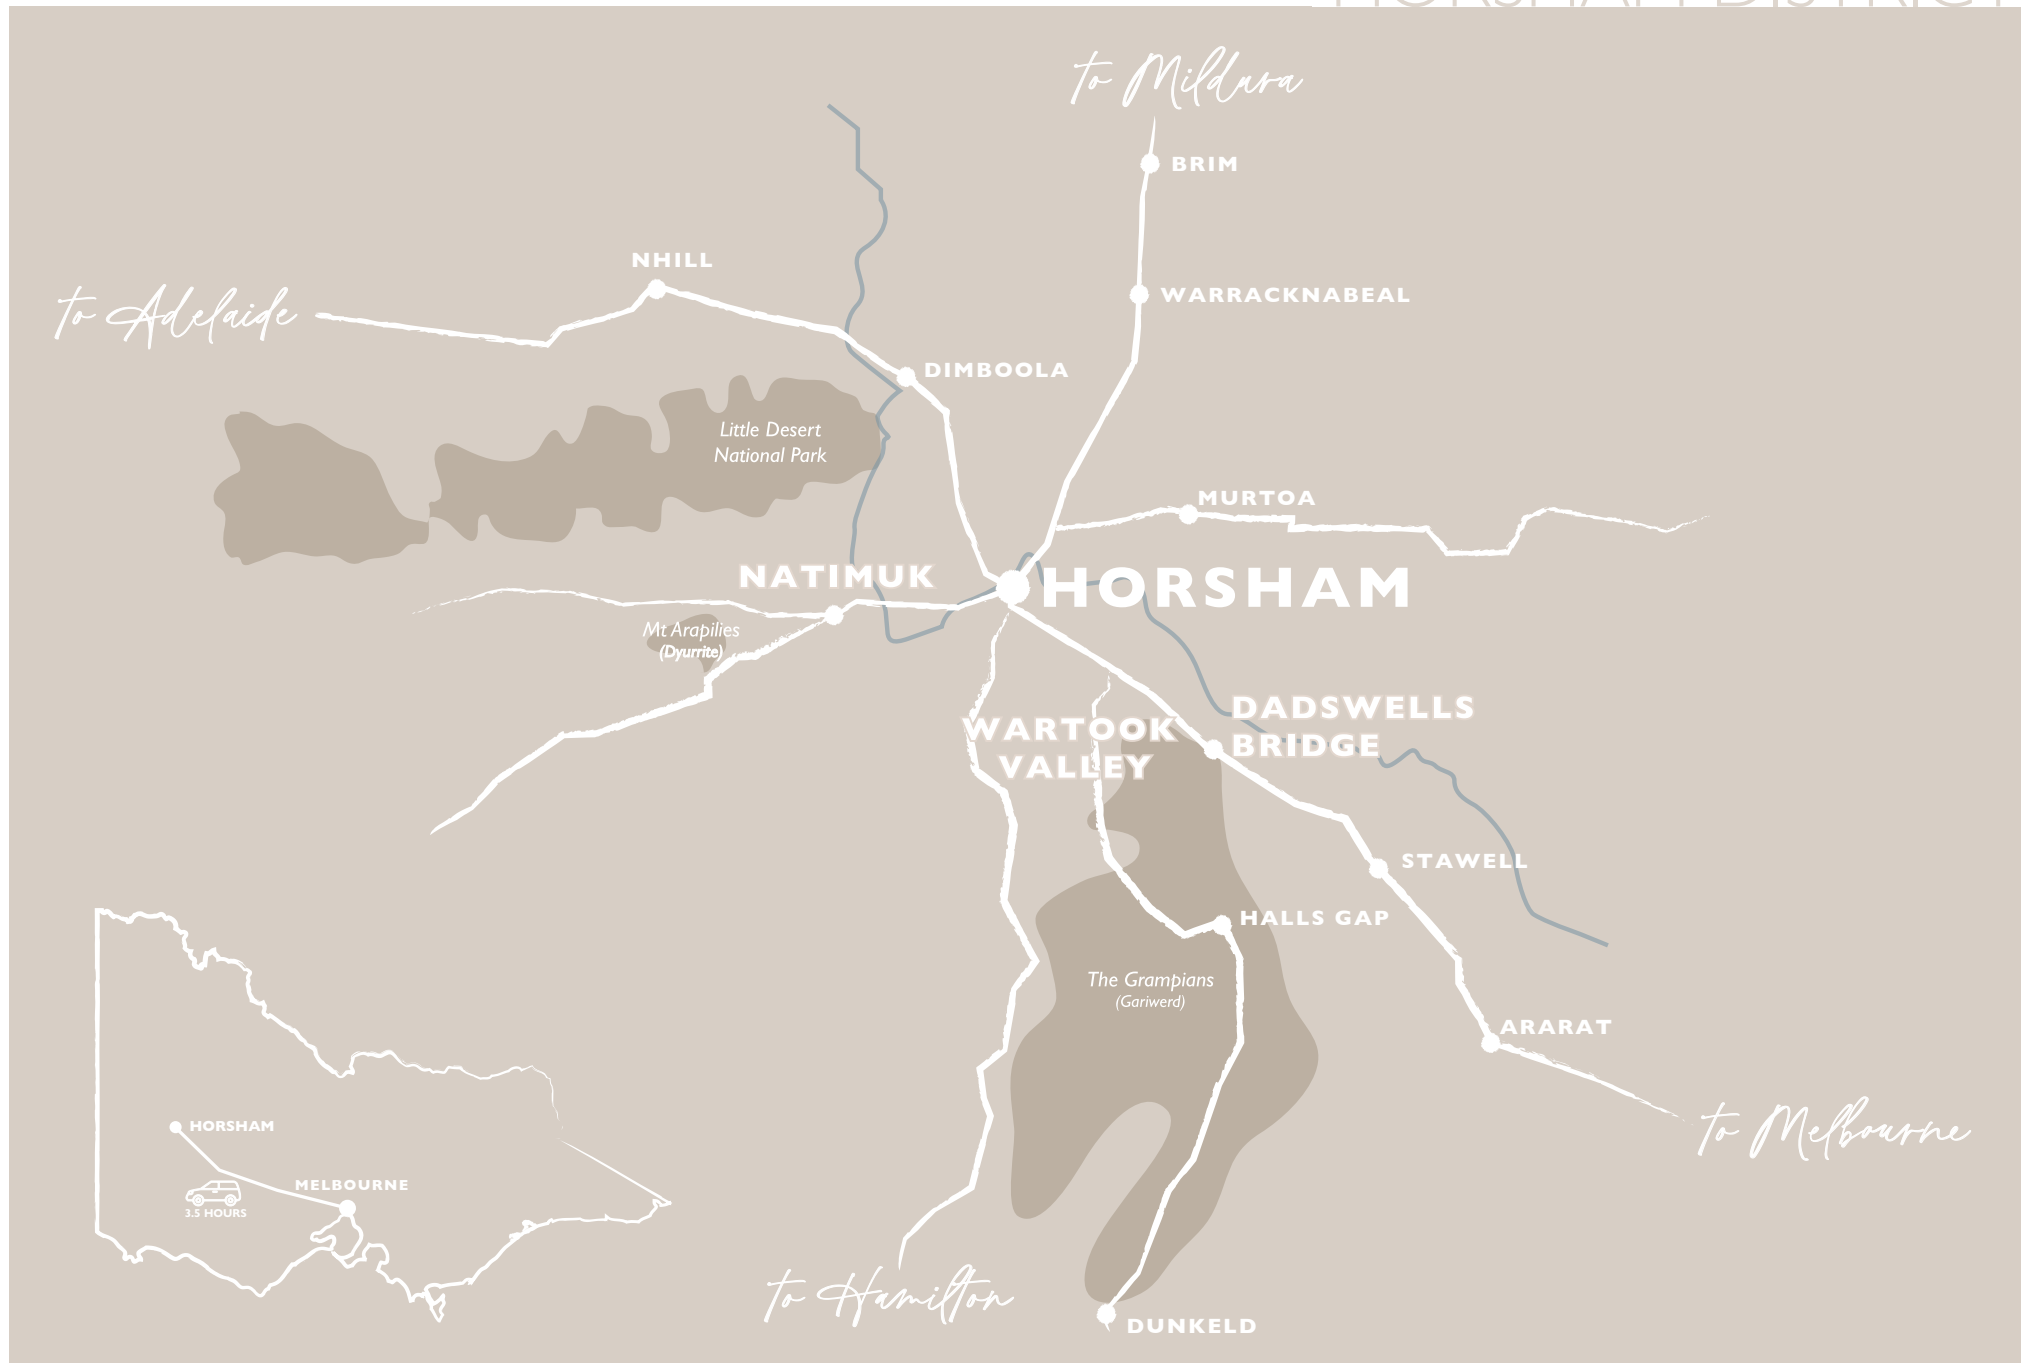 HORSHAM DISTRICT
to Mildura
BRIM
NHILL
to Adelaide
WARRACKNABEAL
DIMBOOLA
Little Desert
National Park
MURTOA
NATIMUK
HORSHAM
Mt Arapilies
(Dyurrite)
WARTOOK
VALLEY
DADSWELLS
BRIDGE
STAWELL
HALLS GAP
The Grampians
(Gariwerd)
ARARAT
to Melbourne
HORSHAM
MELBOURNE
3.5 HOURS
to Hamilton
DUNKELD